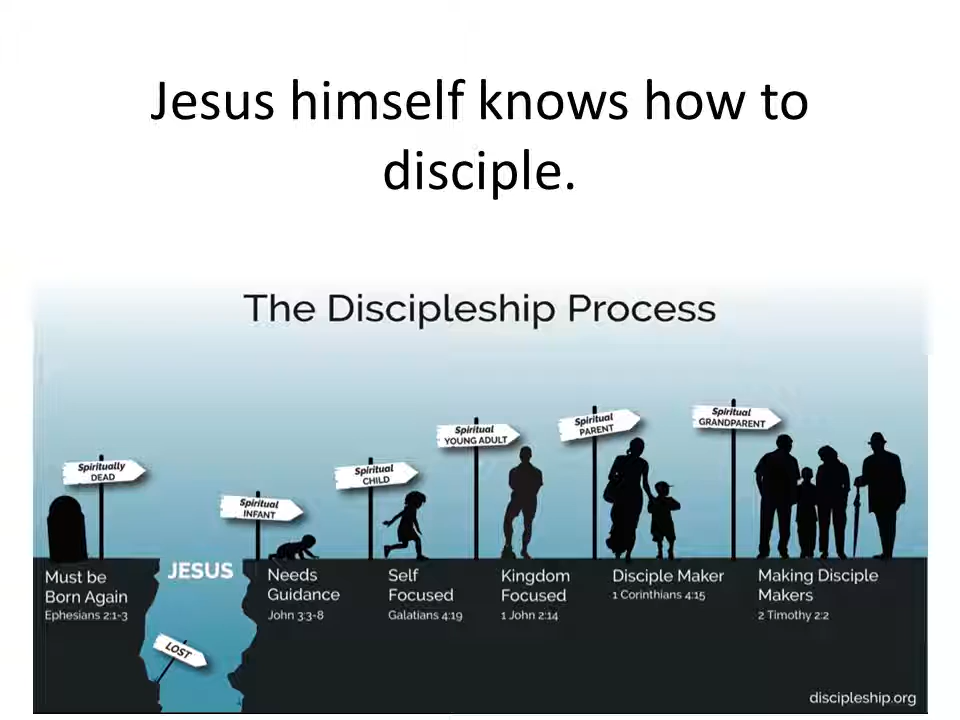 Jesus himself knows how to
disciple.
The Discipleship Process
Spiritually
DEAD
Spiritual
INFANT
Spiritual
CHILD
Spiritual
YOUNG ADULT
Spiritual
PARENT
Spiritual
GRANDPARENT
Must be
Born Again
Ephesians 2:1-3
JESUS
LOST
Needs
Guidance
John 3:3-8
Self
Focused
Galatians 4:19
Kingdom
Focused
1 John 2:14
Disciple Maker
1 Corinthians 4:15
Making Disciple
Makers
2 Timothy 2:2
discipleship.org